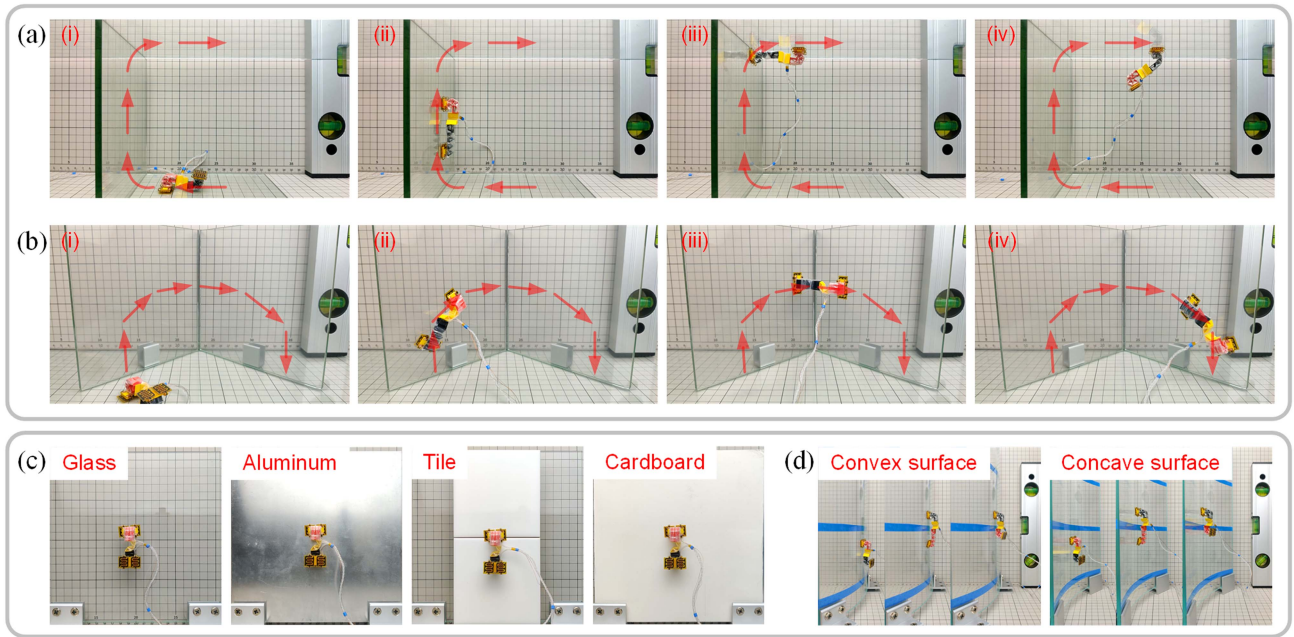 (a) (i) (ii) (iii) (iv)
(b) (i) (ii) (iii) (iv)
(c) Glass Aluminum Tile Cardboard (d) Convex surface Concave surface